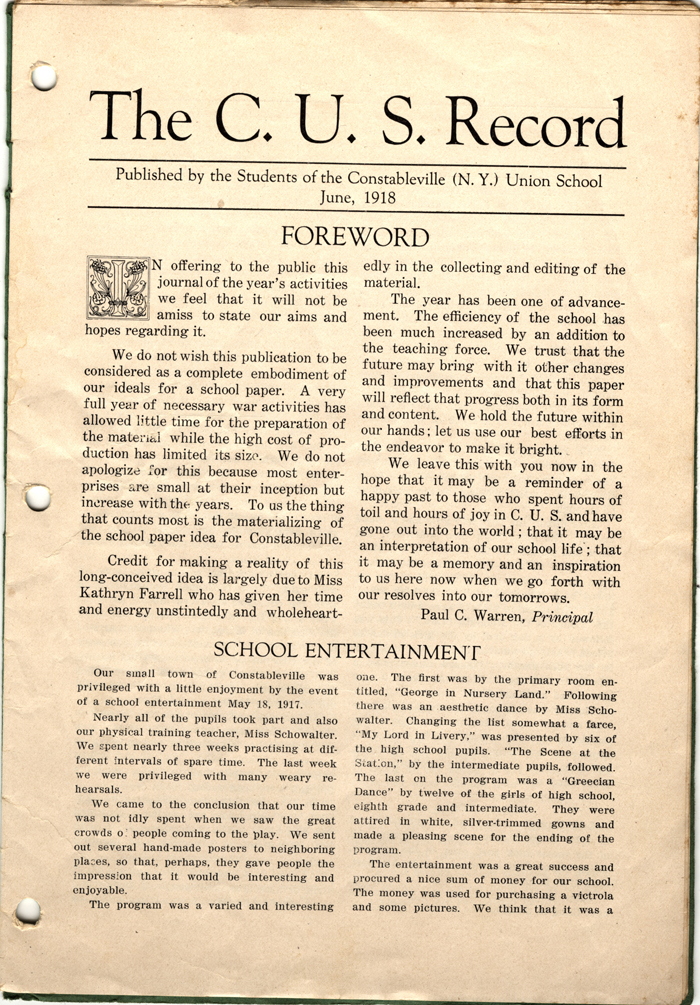 The C. U. S. Record
Published by the Students of the Constableville (N. Y.) Union School
June, 1918
FOREWORD
IN offering to the public this
journal of the year's activities
we feel that it will not be
amiss to state our aims and
hopes regarding it.
We do not wish this publication to be
considered as a complete embodiment of
our ideals for a school paper. A very
full year of necessary war activities has
allowed little time for the preparation of
the material while the high cost of pro-
duction has limited its size. We do not
apologize for this because most enter-
prises are small at their inception but
increase with the years. To us the thing
that counts most is the materializing of
the school paper idea for Constableville.
Credit for making a reality of this
long-conceived idea is largely due to Miss
Kathryn Farrell who has given her time
and energy unstintedly and wholeheart-
edly in the collecting and editing of the
material.
The year has been one of advance-
ment. The efficiency of the school has
been much increased by an addition to
the teaching force. We trust that the
future may bring with it other changes
and improvements and that this paper
will reflect that progress both in its form
and content. We hold the future within
our hands; let us use our best efforts in
the endeavor to make it bright.
We leave this with you now in the
hope that it may be a reminder of a
happy past to those who spent hours of
toil and hours of joy in C. U. S. and have
gone out into the world; that it may be
an interpretation of our school life; that
it may be a memory and an inspiration
to us here now when we go forth with
our resolves into our tomorrows.
Paul C. Warren, Principal
SCHOOL ENTERTAINMENT
Our small town of Constableville was
privileged with a little enjoyment by the event
of a school entertainment May 18, 1917.
Nearly all of the pupils took part and also
our physical training teacher, Miss Schowalter.
We spent nearly three weeks practising at dif-
ferent intervals of spare time. The last week
we were privileged with many weary re-
hearsals.
We came to the conclusion that our time
was not idly spent when we saw the great
crowds of people coming to the play. We sent
out several hand-made posters to neighboring
places, so that, perhaps, they gave people the
impression that it would be interesting and
enjoyable.
The program was a varied and interesting
one. The first was by the primary room en-
titled, "George in Nursery Land." Following
there was an aesthetic dance by Miss Scho-
walter. Changing the list somewhat a farce,
"My Lord in Livery," was presented by six of
the high school pupils. "The Scene at the
Station," by the intermediate pupils, followed.
The last on the program was a "Greecian
Dance" by twelve of the girls of high school,
eighth grade and intermediate. They were
attired in white, silver-trimmed gowns and
made a pleasing scene for the ending of the
program.
The entertainment was a great success and
procured a nice sum of money for our school.
The money was used for purchasing a victrola
and some pictures. We think that it was a